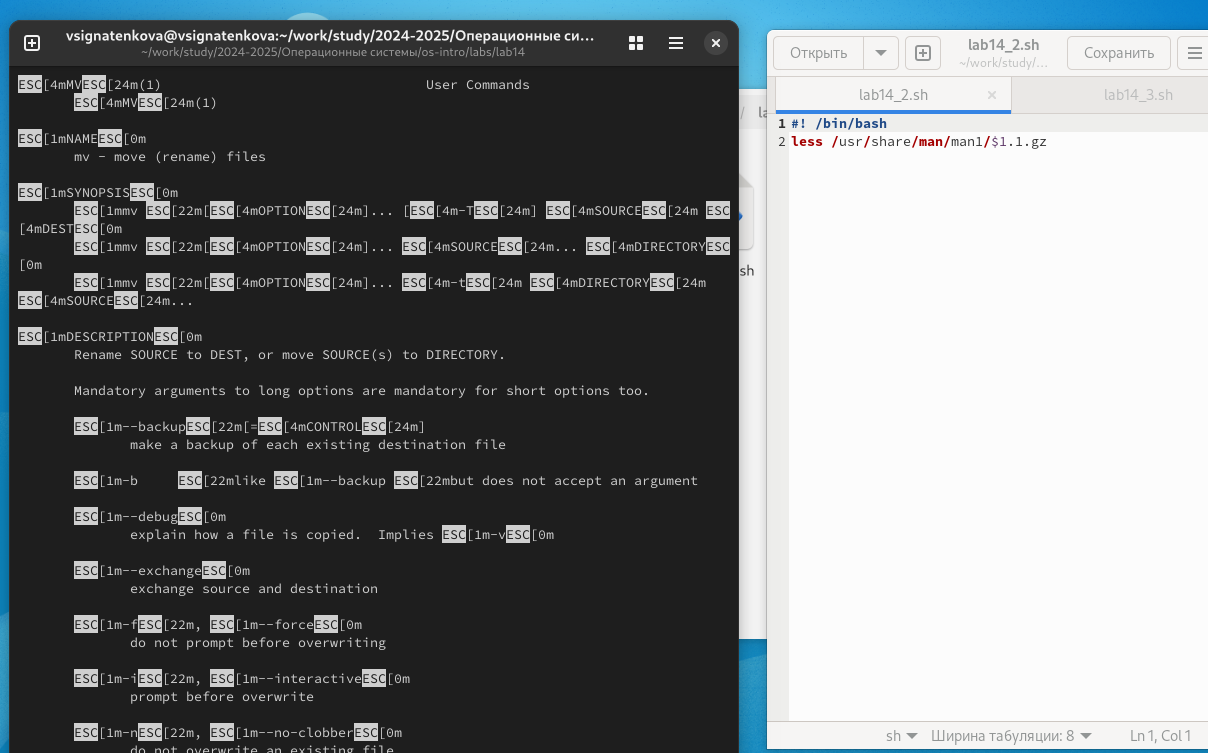 vsignatenkova@vsignatenkova:~/work/study/2024-2025/Операционные си...
~/work/study/2024-2025/Операционные системы/os-intro/labs/lab14
ESC[4mMVESC[24m(1) User Commands
ESC[4mMVESC[24m(1)
ESC[1mNAMEESC[0m
mv - move (rename) files
ESC[1mSYNOPSISESC[0m
ESC[1mmv ESC[22m[ESC[4mOPTIONESC[24m]... [ESC[4m-TESC[24m] ESC[4mSOURCEESC[24m ESC
[4mDESTESC[0m
ESC[1mmv ESC[22m[ESC[4mOPTIONESC[24m]... ESC[4mSOURCEESC[24m... ESC[4mDIRECTORYESC
[0m
ESC[1mmv ESC[22m[ESC[4mOPTIONESC[24m]... ESC[4m-tESC[24m ESC[4mDIRECTORYESC[24m
ESC[4mSOURCEESC[24m...
ESC[1mDESCRIPTIONESC[0m
Rename SOURCE to DEST, or move SOURCE(s) to DIRECTORY.
Mandatory arguments to long options are mandatory for short options too.
ESC[1m--backupESC[22m[=ESC[4mCONTROLESC[24m]
make a backup of each existing destination file
ESC[1m-b ESC[22mlike ESC[1m--backup ESC[22mbut does not accept an argument
ESC[1m--debugESC[0m
explain how a file is copied. Implies ESC[1m-vESC[0m
ESC[1m--exchangeESC[0m
exchange source and destination
ESC[1m-fESC[22m, ESC[1m--forceESC[0m
do not prompt before overwriting
ESC[1m-iESC[22m, ESC[1m--interactiveESC[0m
prompt before overwrite
ESC[1m-nESC[22m, ESC[1m--no-clobberESC[0m
do not overwrite an existing file
/ la
sh
Открыть
lab14_2.sh
~/work/study/...
Сохранить
lab14_2.sh
lab14_3.sh
1 #! /bin/bash
2 less /usr/share/man/man1/$1.1.gz
sh Ширина табуляции: 8 Ln 1, Col 1